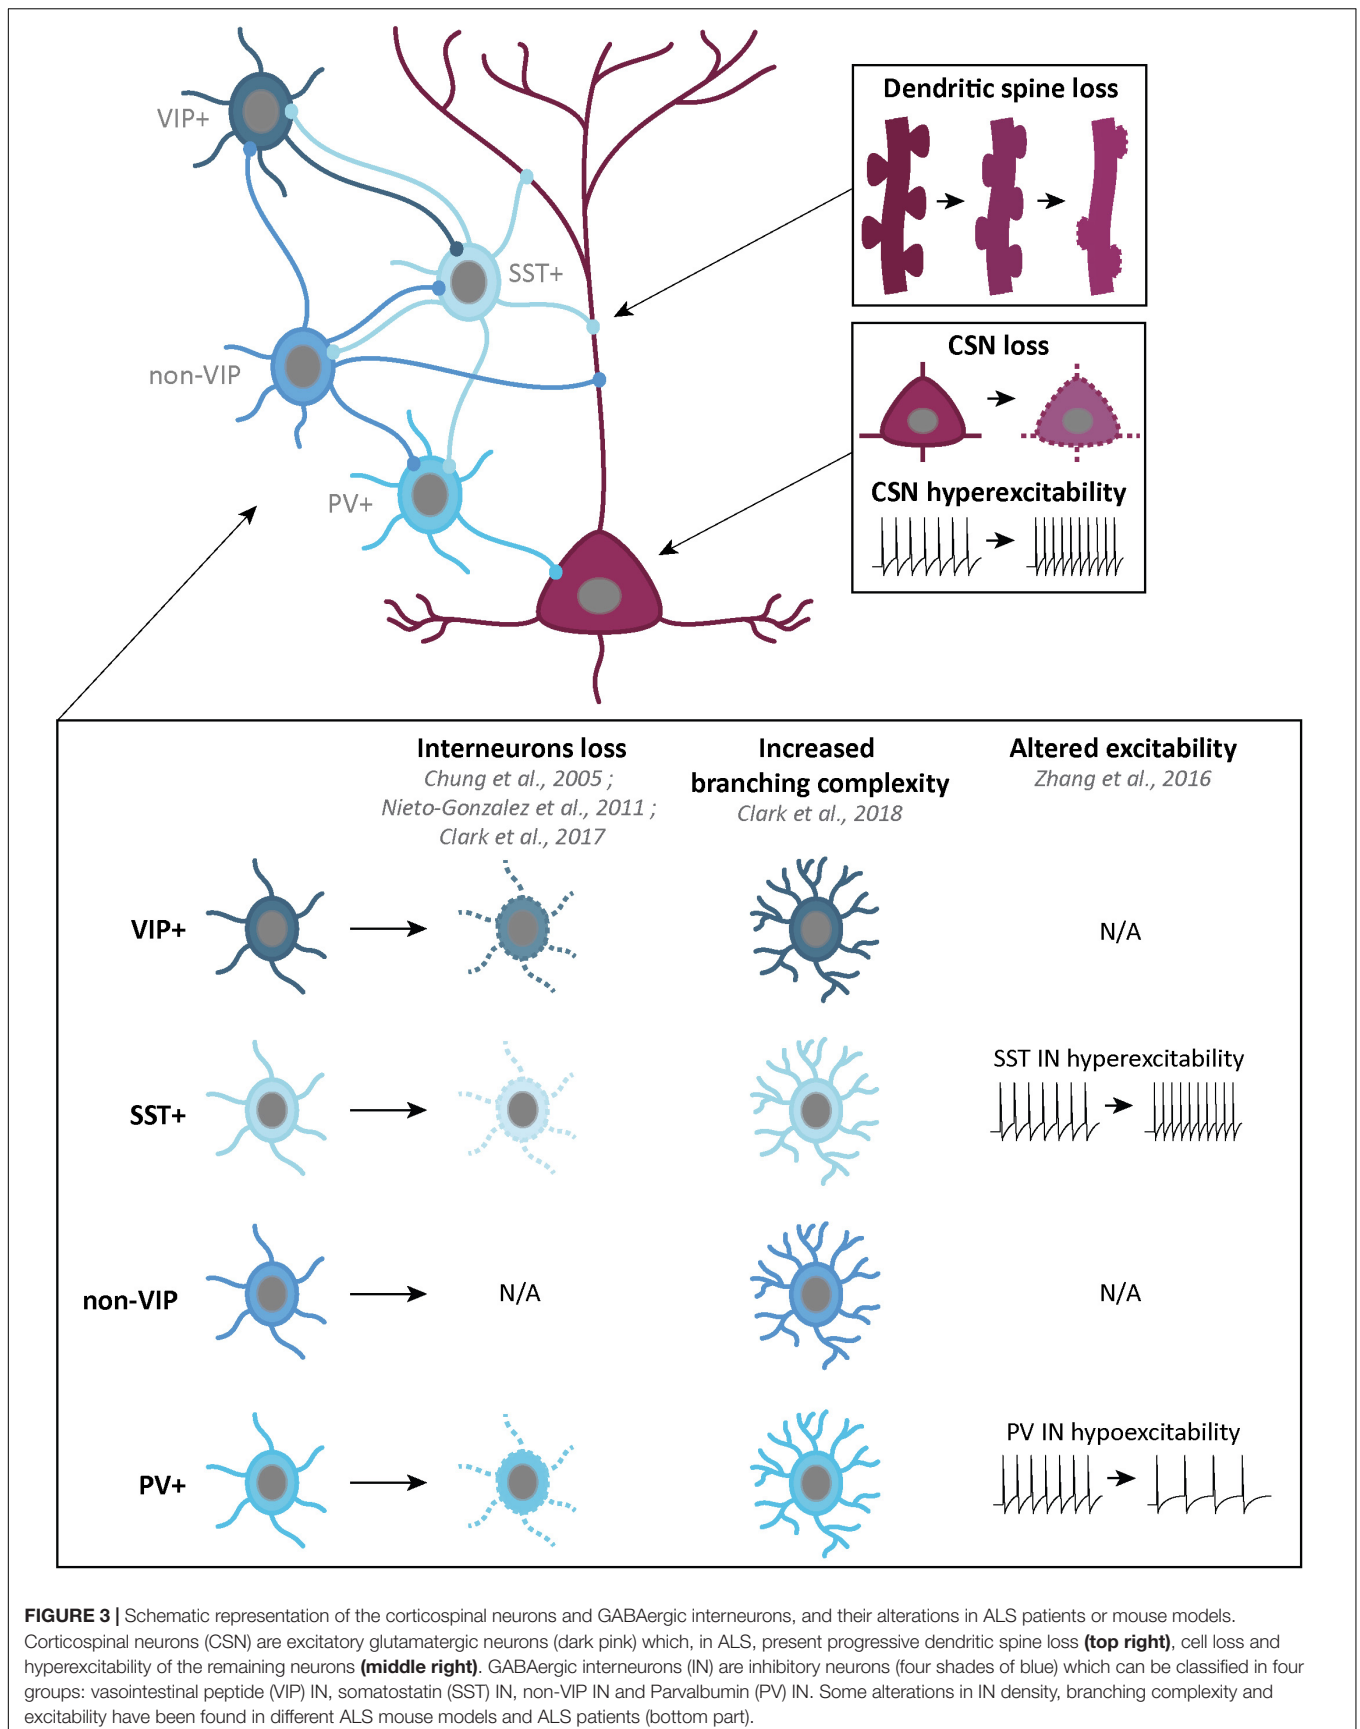 VIP+
SST+
non-VIP
PV+
Dendritic spine loss
CSN loss
CSN hyperexcitability
Interneurons loss
Chung et al., 2005 ;
Nieto-Gonzalez et al., 2011 ;
Clark et al., 2017
Increased
branching complexity
Clark et al., 2018
Altered excitability
Zhang et al., 2016
VIP+
N/A
SST+
SST IN hyperexcitability
non-VIP
N/A
N/A
PV+
PV IN hypoexcitability
FIGURE 3 | Schematic representation of the corticospinal neurons and GABAergic interneurons, and their alterations in ALS patients or mouse models.
Corticospinal neurons (CSN) are excitatory glutamatergic neurons (dark pink) which, in ALS, present progressive dendritic spine loss (top right), cell loss and
hyperexcitability of the remaining neurons (middle right). GABAergic interneurons (IN) are inhibitory neurons (four shades of blue) which can be classified in four
groups: vasointestinal peptide (VIP) IN, somatostatin (SST) IN, non-VIP IN and Parvalbumin (PV) IN. Some alterations in IN density, branching complexity and
excitability have been found in different ALS mouse models and ALS patients (bottom part).